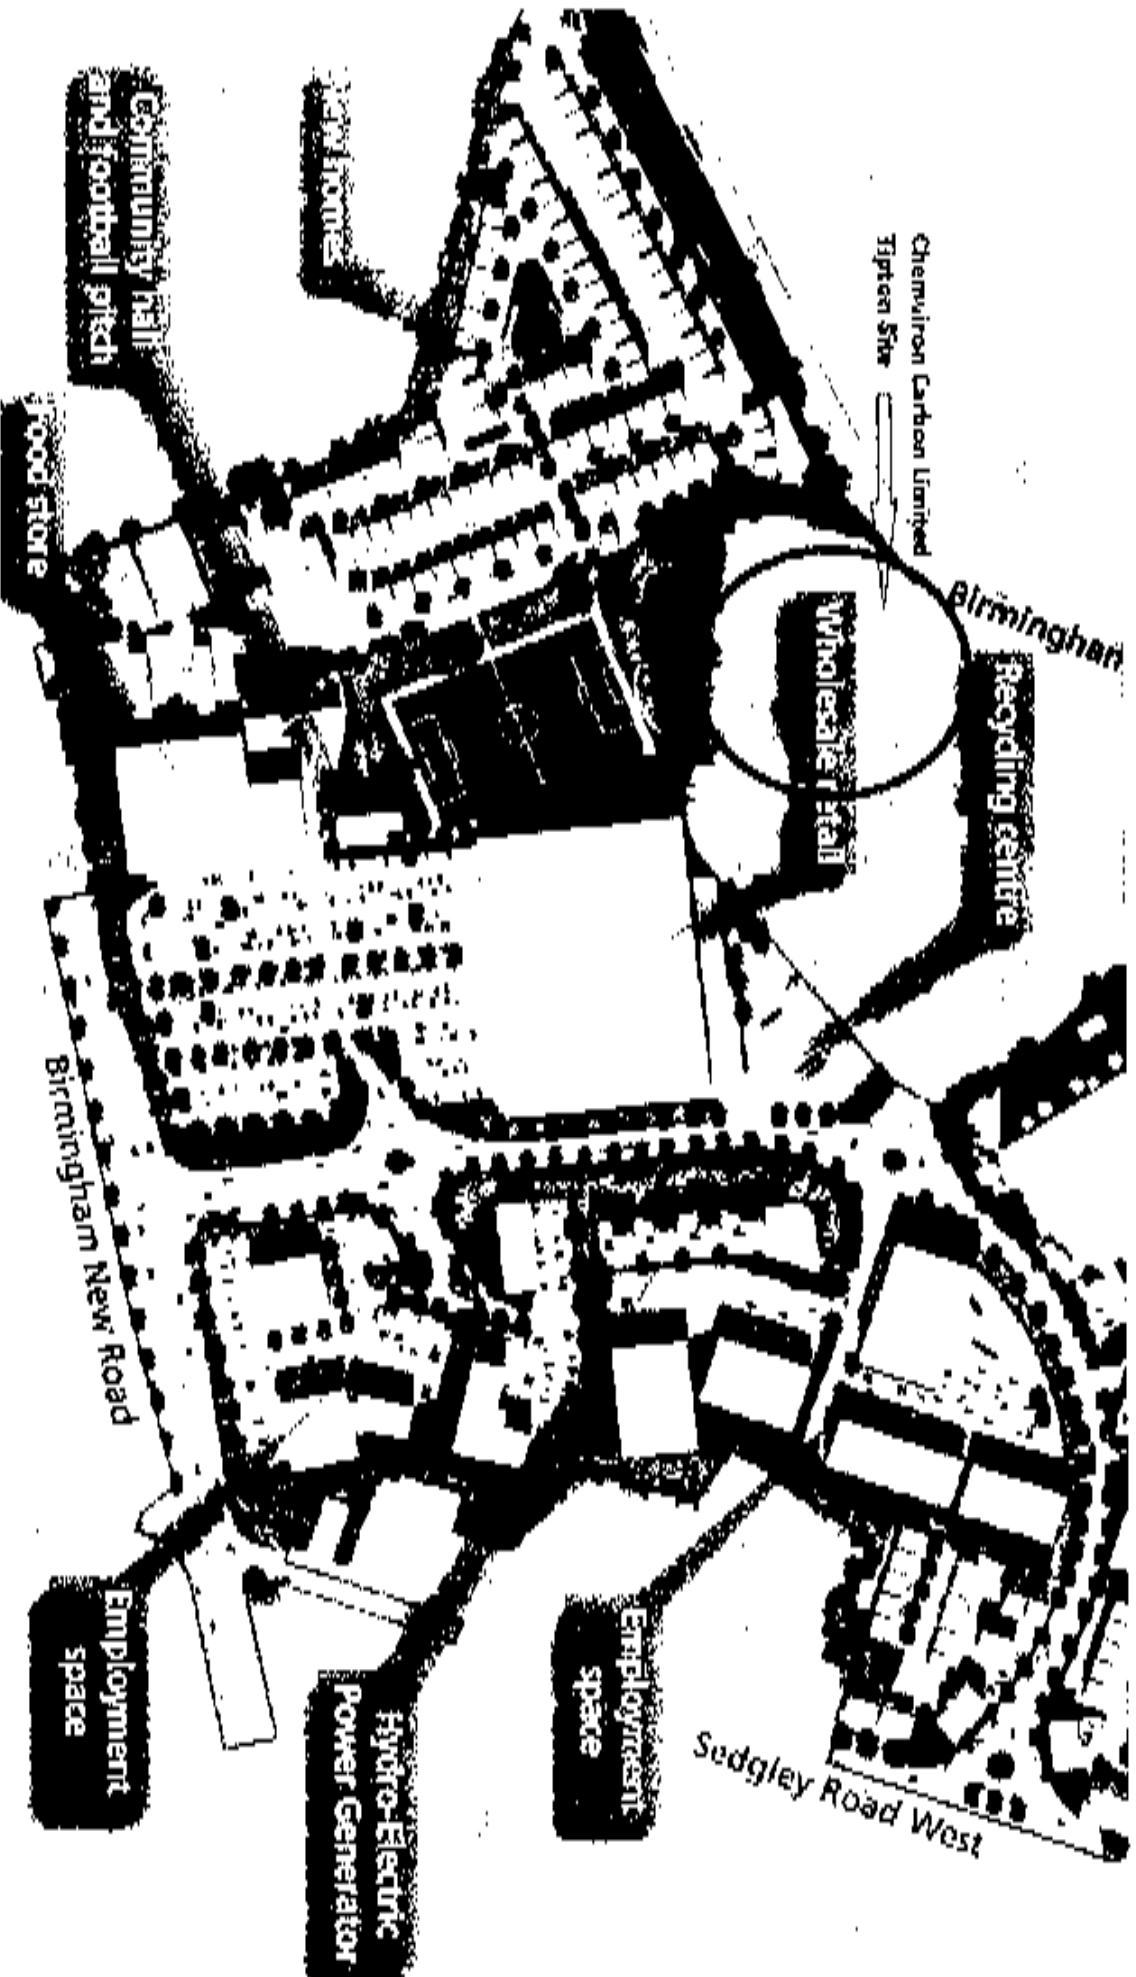 Chemviron Carbon Limited
Tipton Site
Recycling centre
Wholesale retail
New homes
Community hall
and football pitch
Food store
Birmingham New Road
Employment
space
Hydro-Electric
Power Generator
Employment
space
Sedgley Road West